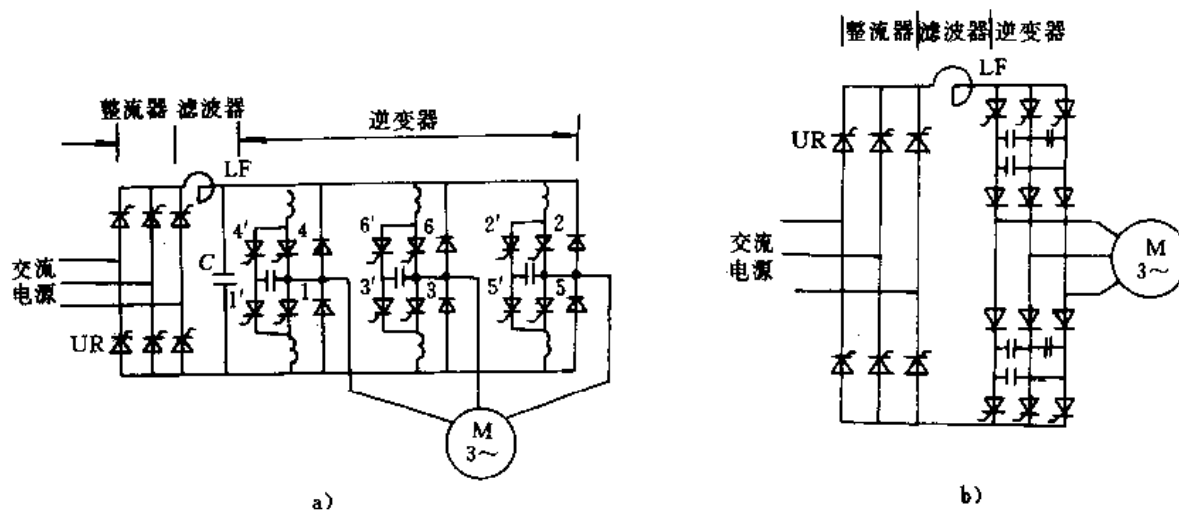 整流器 滤波器 逆变器
LF
4' 4 6' 6 2' 2
交流
电源
C
1' 1 3' 3 5' 5
UR
M
3～
a）
整流器 滤波器 逆变器
LF
UR
交流
电源
M
3～
b）